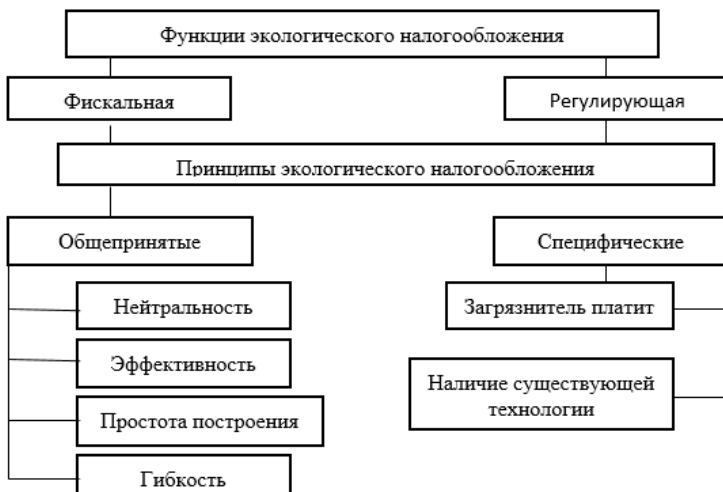 Функции экологического налогообложения
Фискальная
Регулирующая
Принципы экологического налогообложения
Общепринятые
Специфические
Нейтральность
Загрязнитель платит
Эффективность
Наличие существующей
технологии
Простота построения
Гибкость